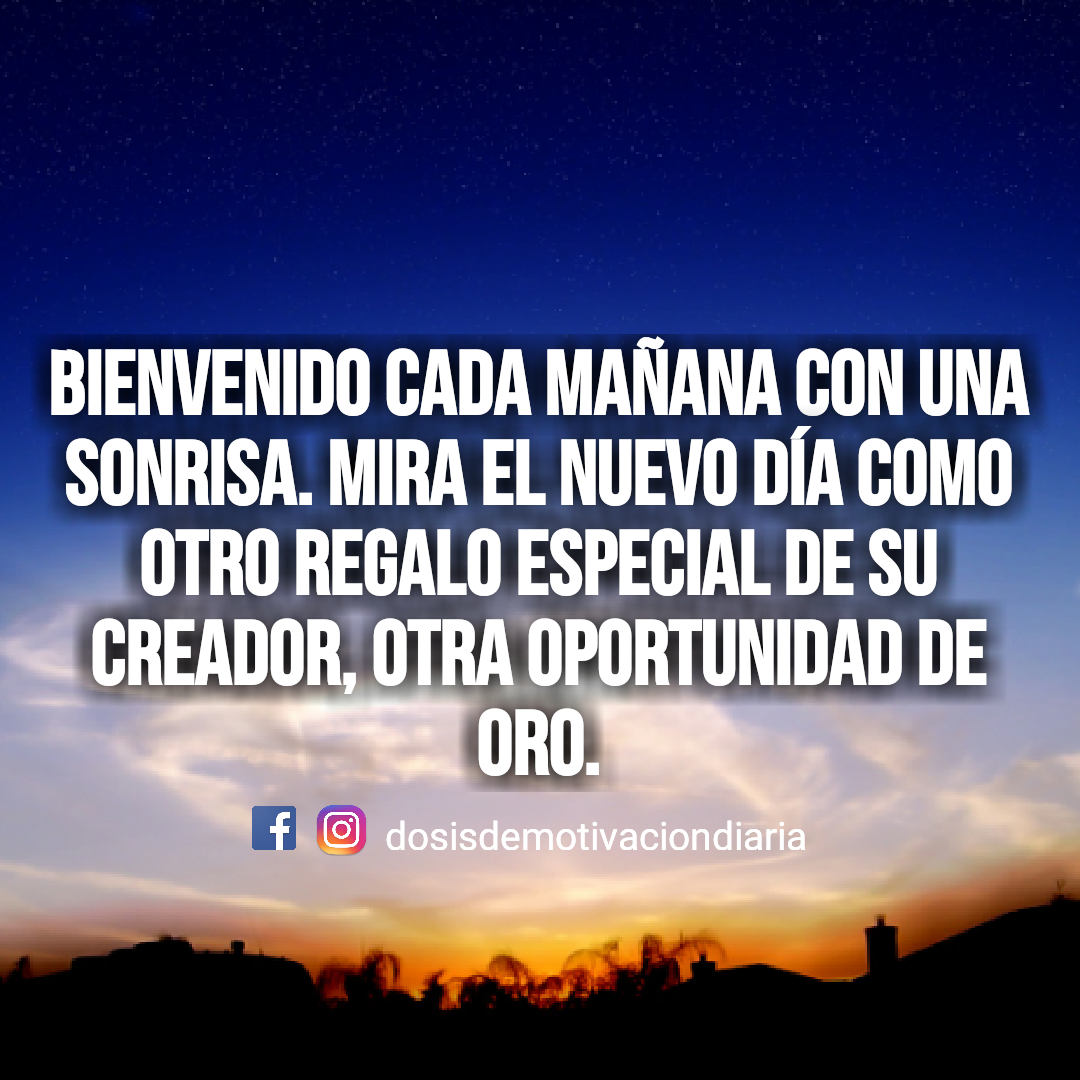 BIENVENIDO CADA MAÑANA CON UNA
SONRISA. MIRA EL NUEVO DÍA COMO
OTRO REGALO ESPECIAL DE SU
CREADOR, OTRA OPORTUNIDAD DE
ORO.
dosisdemotivaciondiaria